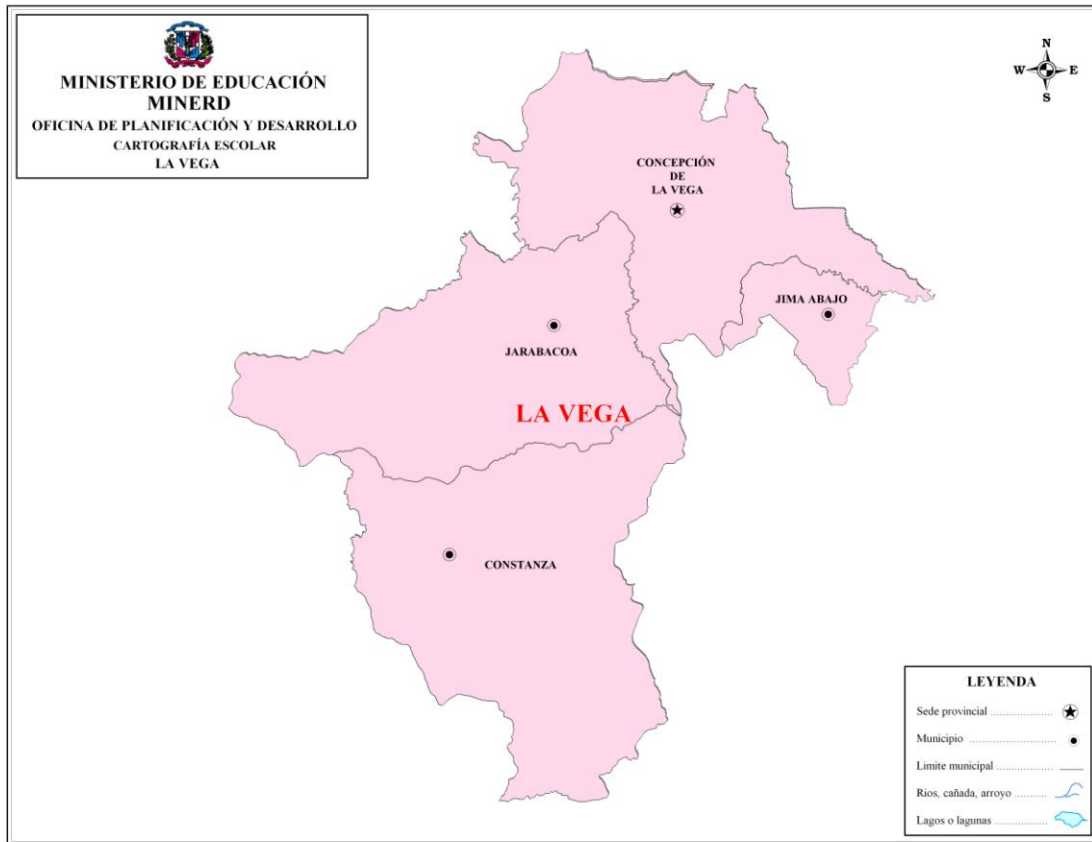 MINISTERIO DE EDUCACIÓN
MINERD
OFICINA DE PLANIFICACIÓN Y DESARROLLO
CARTOGRAFÍA ESCOLAR
LA VEGA
N
W E
S
CONCEPCIÓN
DE
LA VEGA
JIMA ABAJO
JARABACOA
LA VEGA
CONSTANZA
LEYENDA
Sede provincial .....................
Municipio .............................
Limite municipal ...................
Rios, cañada, arroyo ..........
Lagos o lagunas ..................